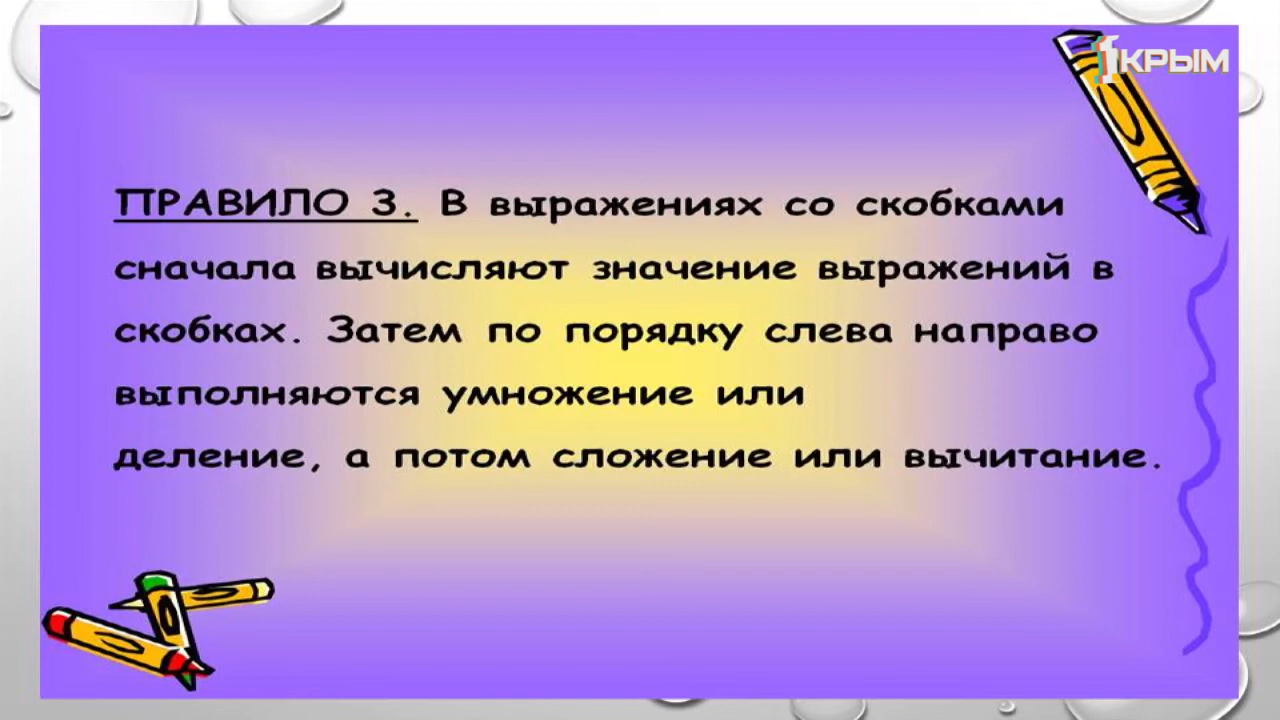 1КРЫМ
ПРАВИЛО 3. В выражениях со скобками
сначала вычисляют значение выражений в
скобках. Затем по порядку слева направо
выполняются умножение или
деление, а потом сложение или вычитание.